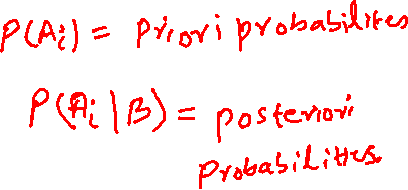 P(Ai) = Priori probabilites
P(Ai|B) = posteriori
Probabilities